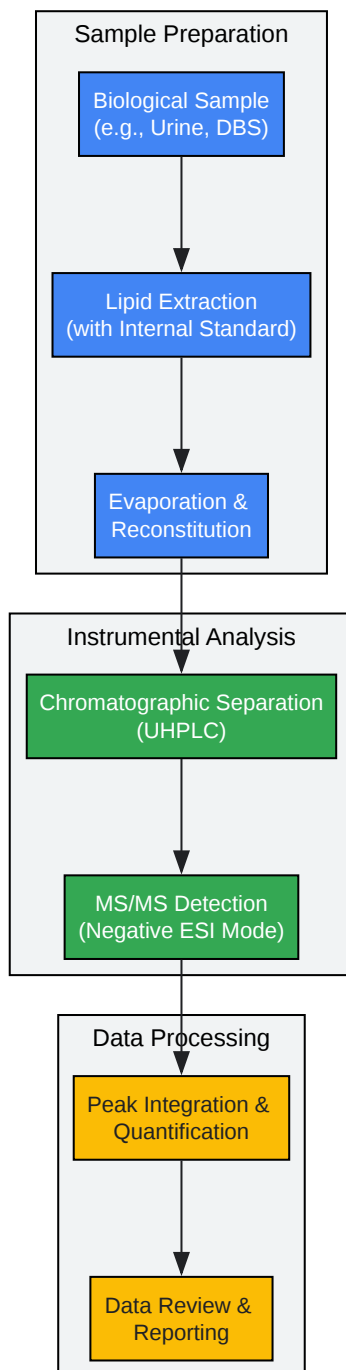 Sample Preparation
Biological Sample
(e.g., Urine, DBS)
Lipid Extraction
(with Internal Standard)
Evaporation &
Reconstitution
Instrumental Analysis
Chromatographic Separation
(UHPLC)
MS/MS Detection
(Negative ESI Mode)
Data Processing
Peak Integration &
Quantification
Data Review &
Reporting